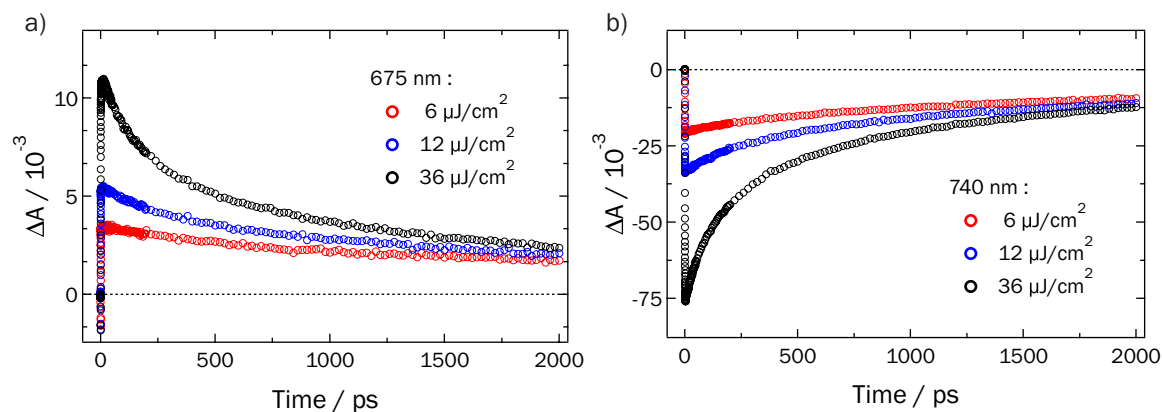 a)
ΔA / 10⁻³
10
5
0
675 nm :
6 µJ/cm²
12 µJ/cm²
36 µJ/cm²
0
500
1000
1500
2000
Time / ps
b)
ΔA / 10⁻³
0
-25
-50
-75
740 nm :
6 µJ/cm²
12 µJ/cm²
36 µJ/cm²
0
500
1000
1500
2000
Time / ps